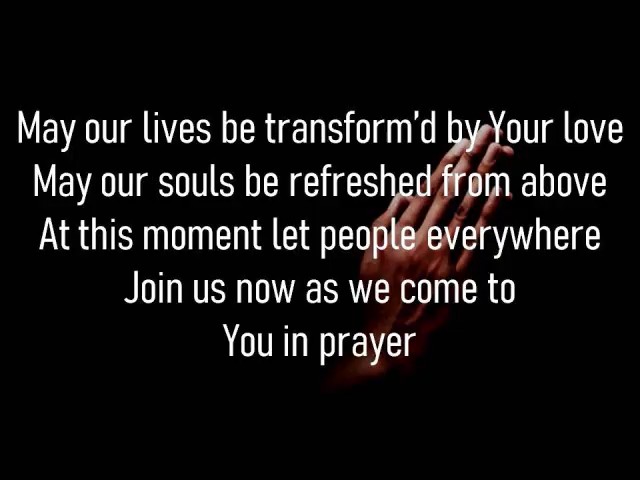 May our lives be transform'd by Your love
May our souls be refreshed from above
At this moment let people everywhere
Join us now as we come to
You in prayer